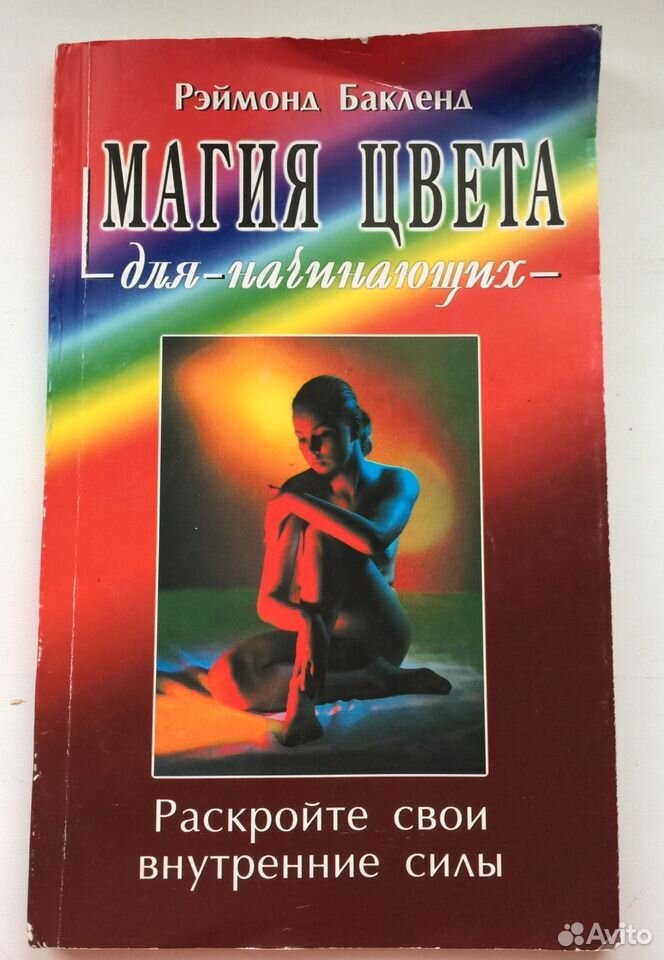 Рэймонд Бакленд
МАГИЯ ЦВЕТА
для-начинающих-
Раскройте свои
внутренние силы
Avito